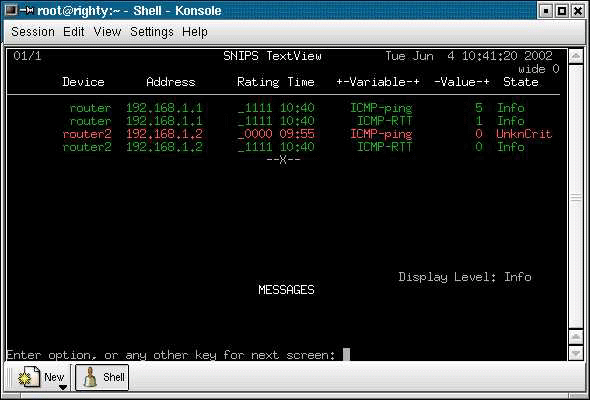 root@righty:~ - Shell - Konsole
Session Edit View Settings Help
01/1 SNIPS TextView Tue Jun 4 10:41:20 2002
wide 0
Device Address Rating Time +-Variable-+ -Value-+ State
router 192.168.1.1 _1111 10:40 ICMP-ping 5 Info
router 192.168.1.1 _1111 10:40 ICMP-RTT 1 Info
router2 192.168.1.2 _0000 09:55 ICMP-ping 0 UnknCrit
router2 192.168.1.2 _1111 10:40 ICMP-RTT 0 Info
--X--
Display Level: Info
MESSAGES
Enter option, or any other key for next screen:
New Shell